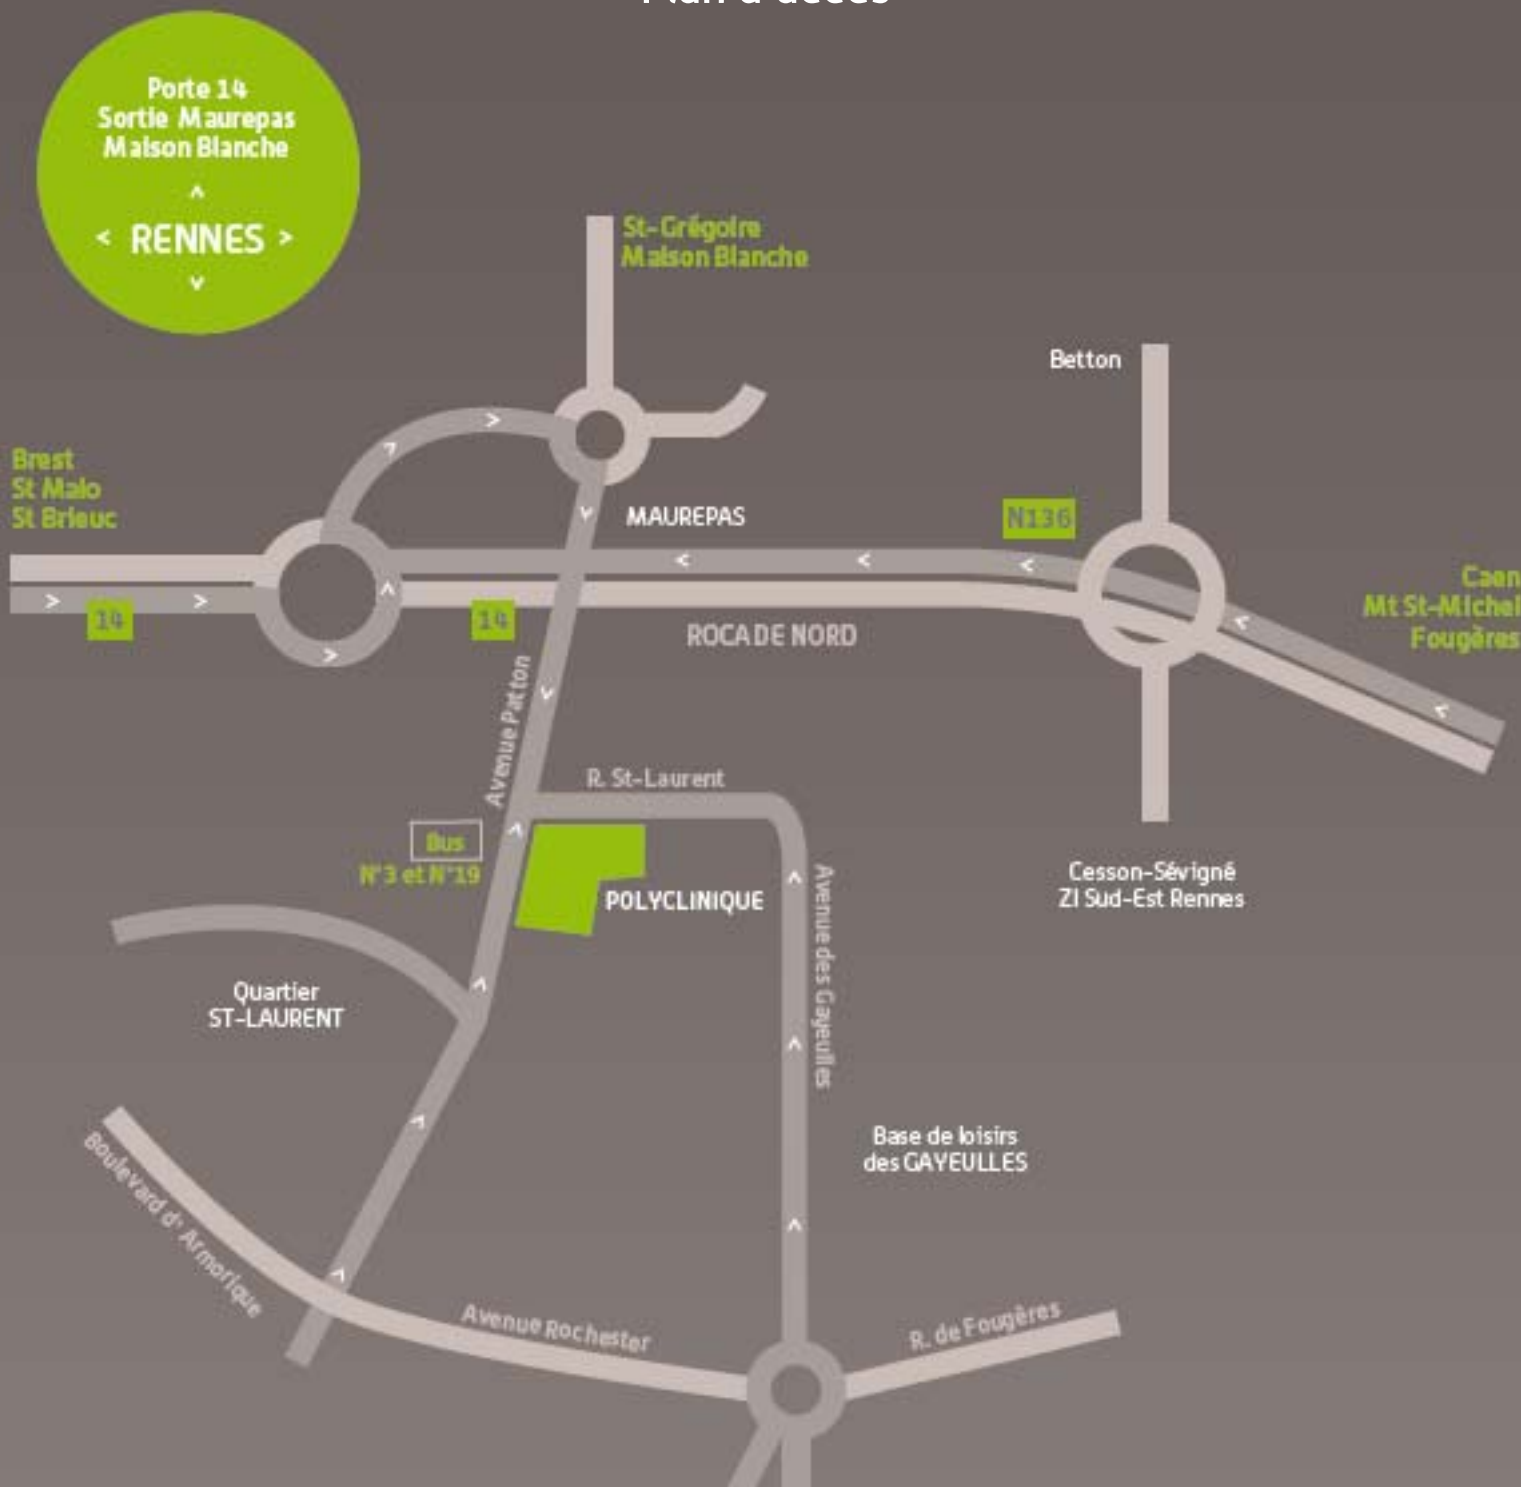 Plan d'accès
Porte 14
Sortie Maurepas
Maison Blanche
^
< RENNES >
v
St-Grégoire
Maison Blanche
Betton
Brest
St Malo
St Brieuc
MAUREPAS
N136
Caen
Mt St-Michel
Fougères
14
14
ROCADE NORD
Avenue Patton
R. St-Laurent
Bus
N°3 et N°19
POLYCLINIQUE
Avenue des Gayeulles
Cesson-Sévigné
ZI Sud-Est Rennes
Quartier
ST-LAURENT
Base de loisirs
des GAYEULLES
Boulevard d' Armorique
Avenue Rochester
R. de Fougères